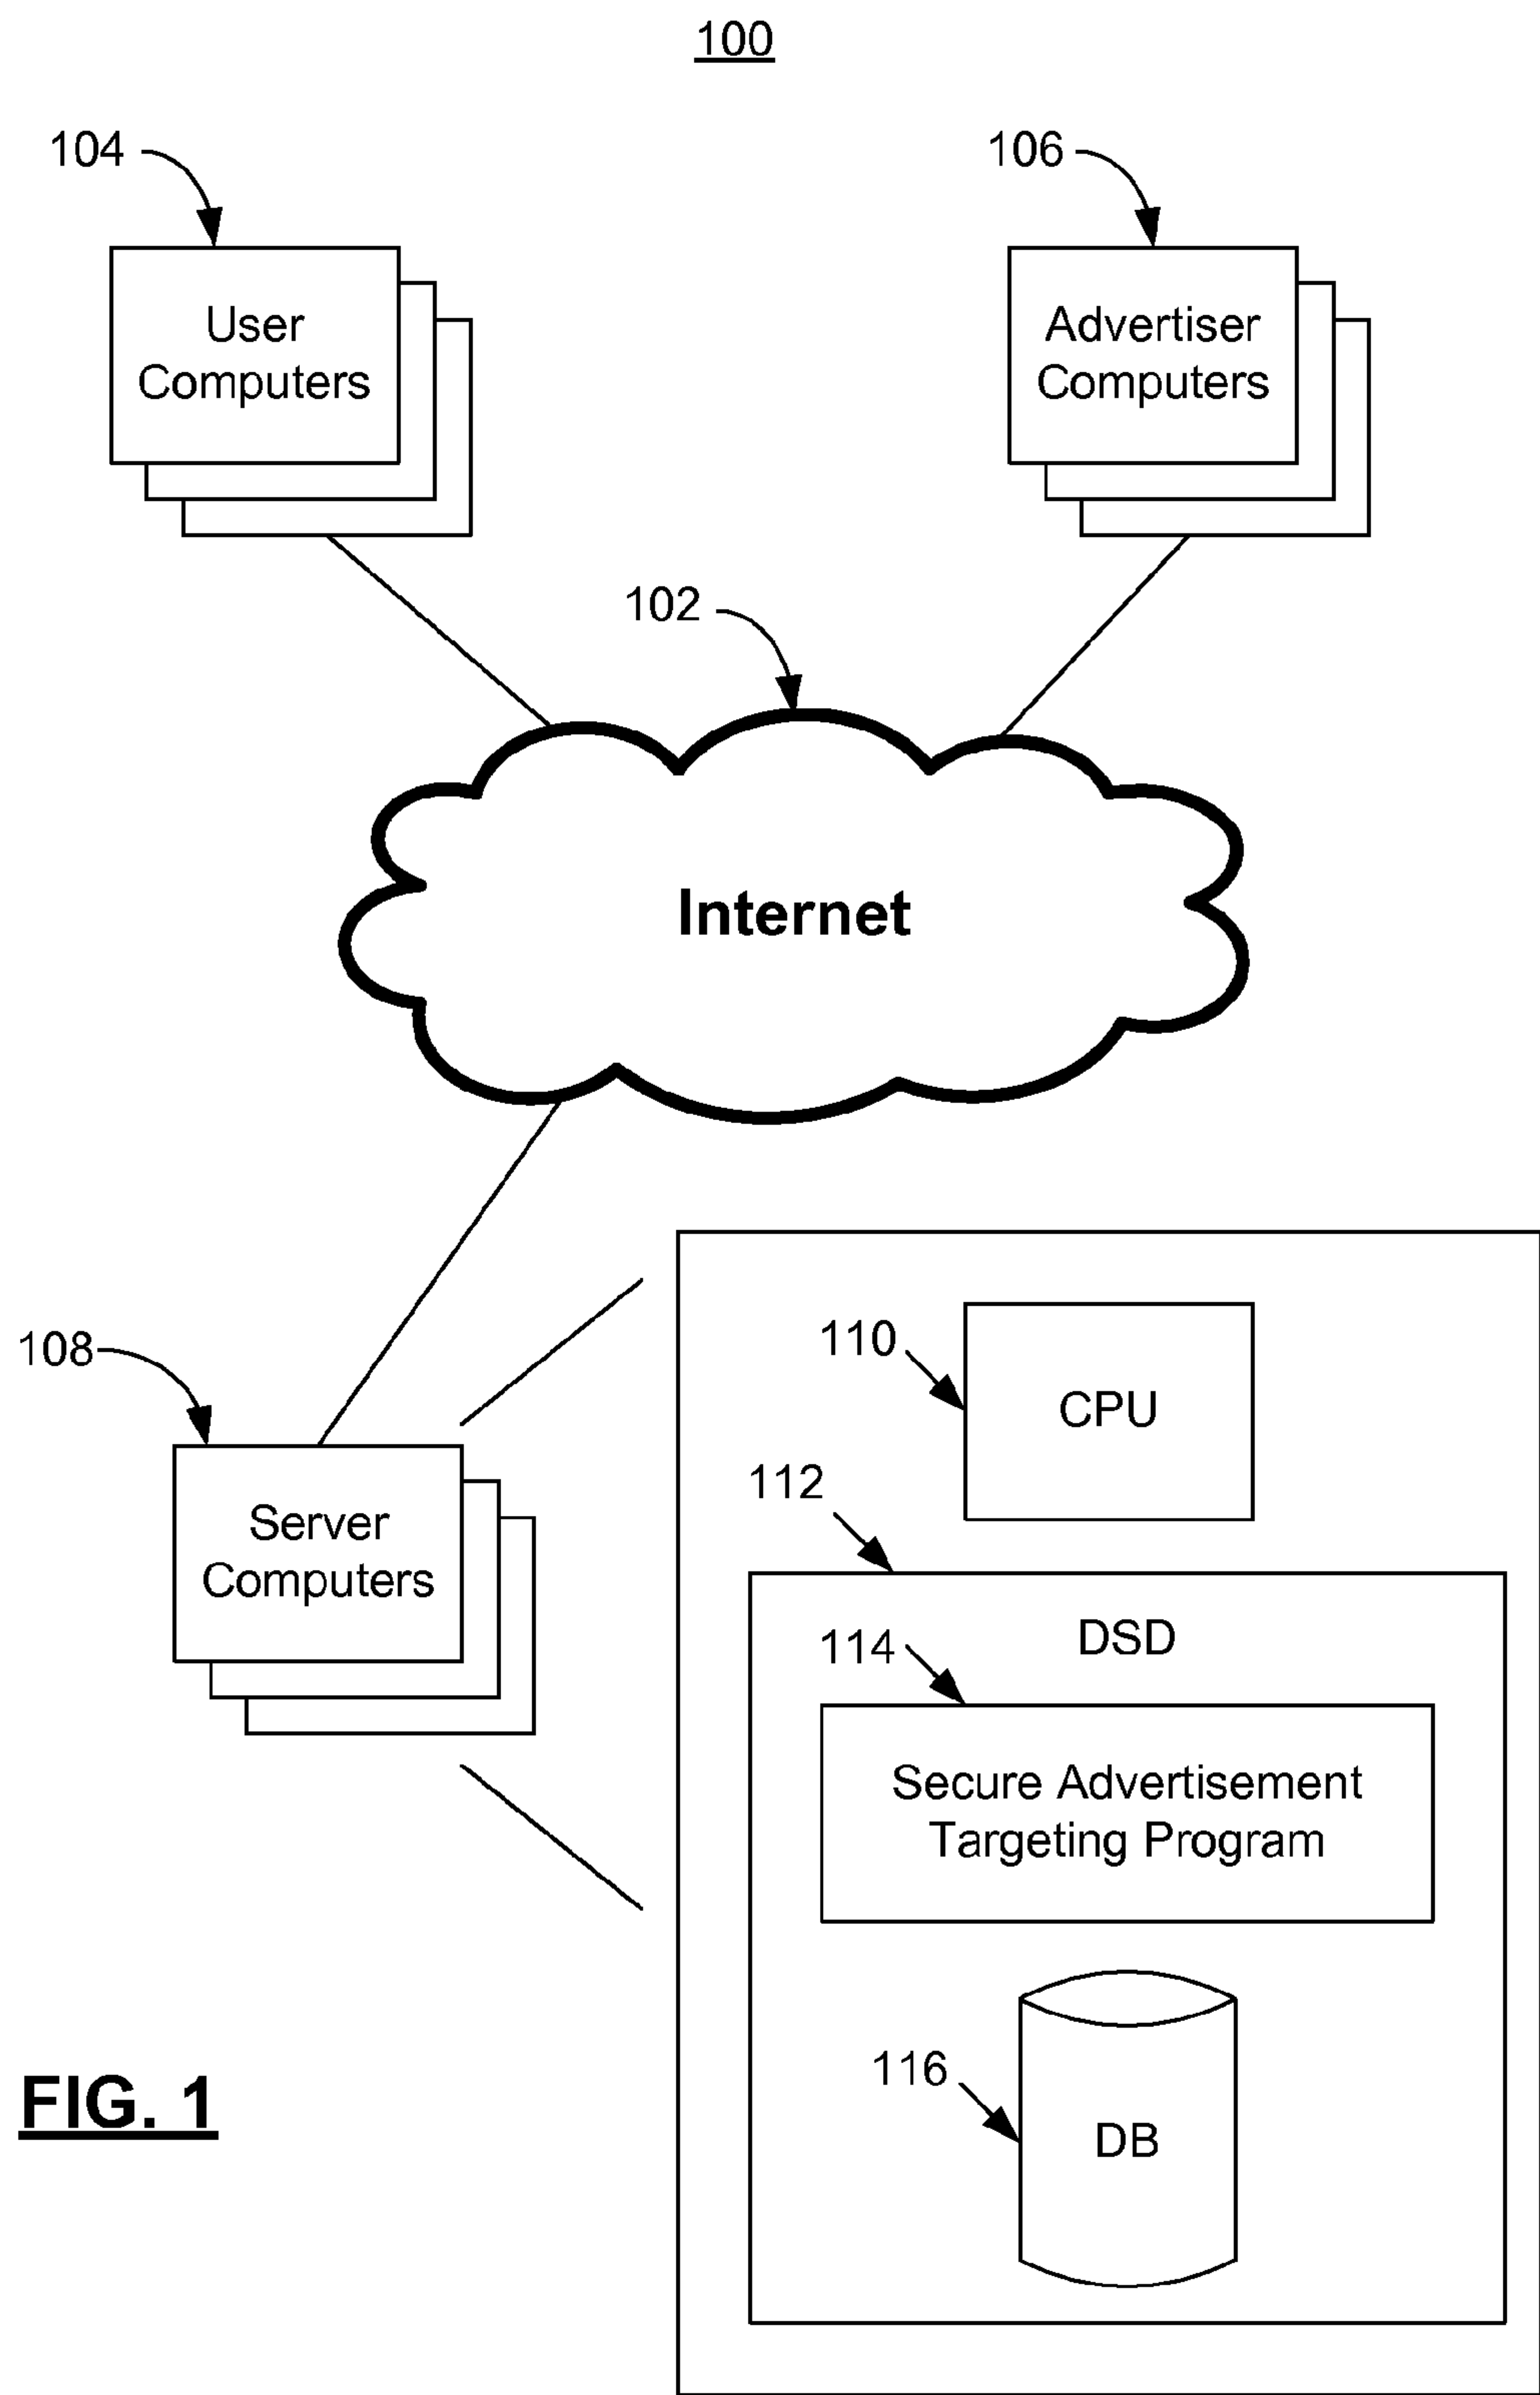 100
104
106
User
Computers
Advertiser
Computers
102
Internet
108
110
CPU
112
Server
Computers
DSD
114
Secure Advertisement
Targeting Program
116
DB
FIG. 1